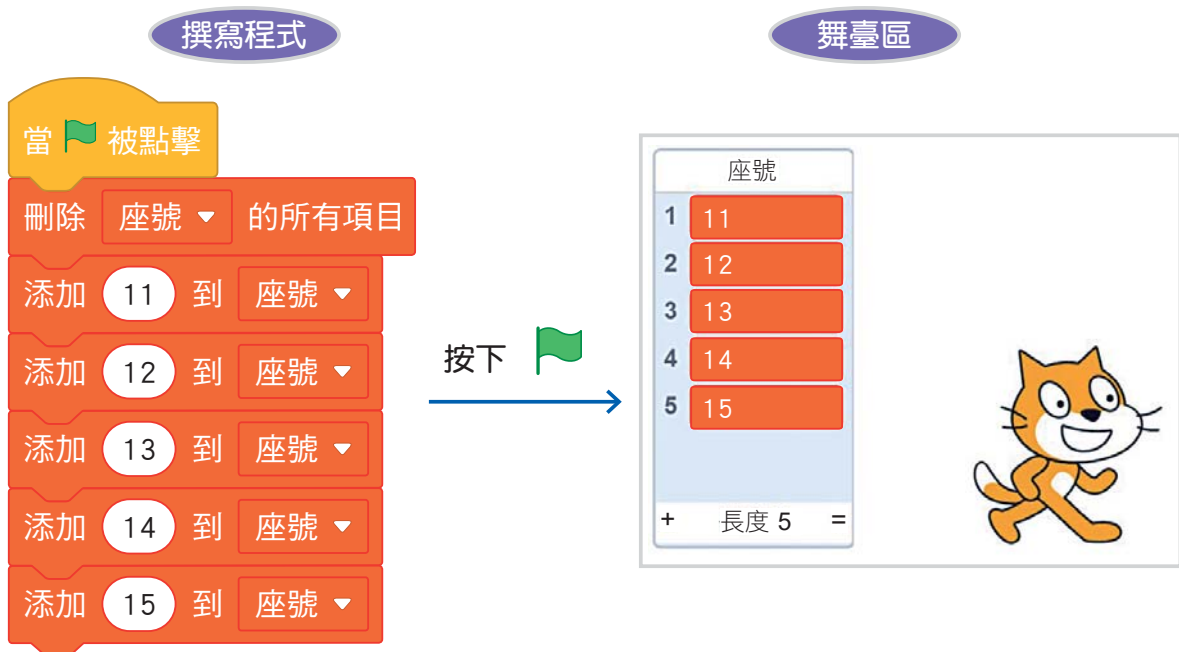 撰寫程式
舞臺區
當 被點擊
刪除 座號 的所有項目
添加 11 到 座號
添加 12 到 座號
添加 13 到 座號
添加 14 到 座號
添加 15 到 座號
按下
座號
1 11
2 12
3 13
4 14
5 15
+ 長度 5 =